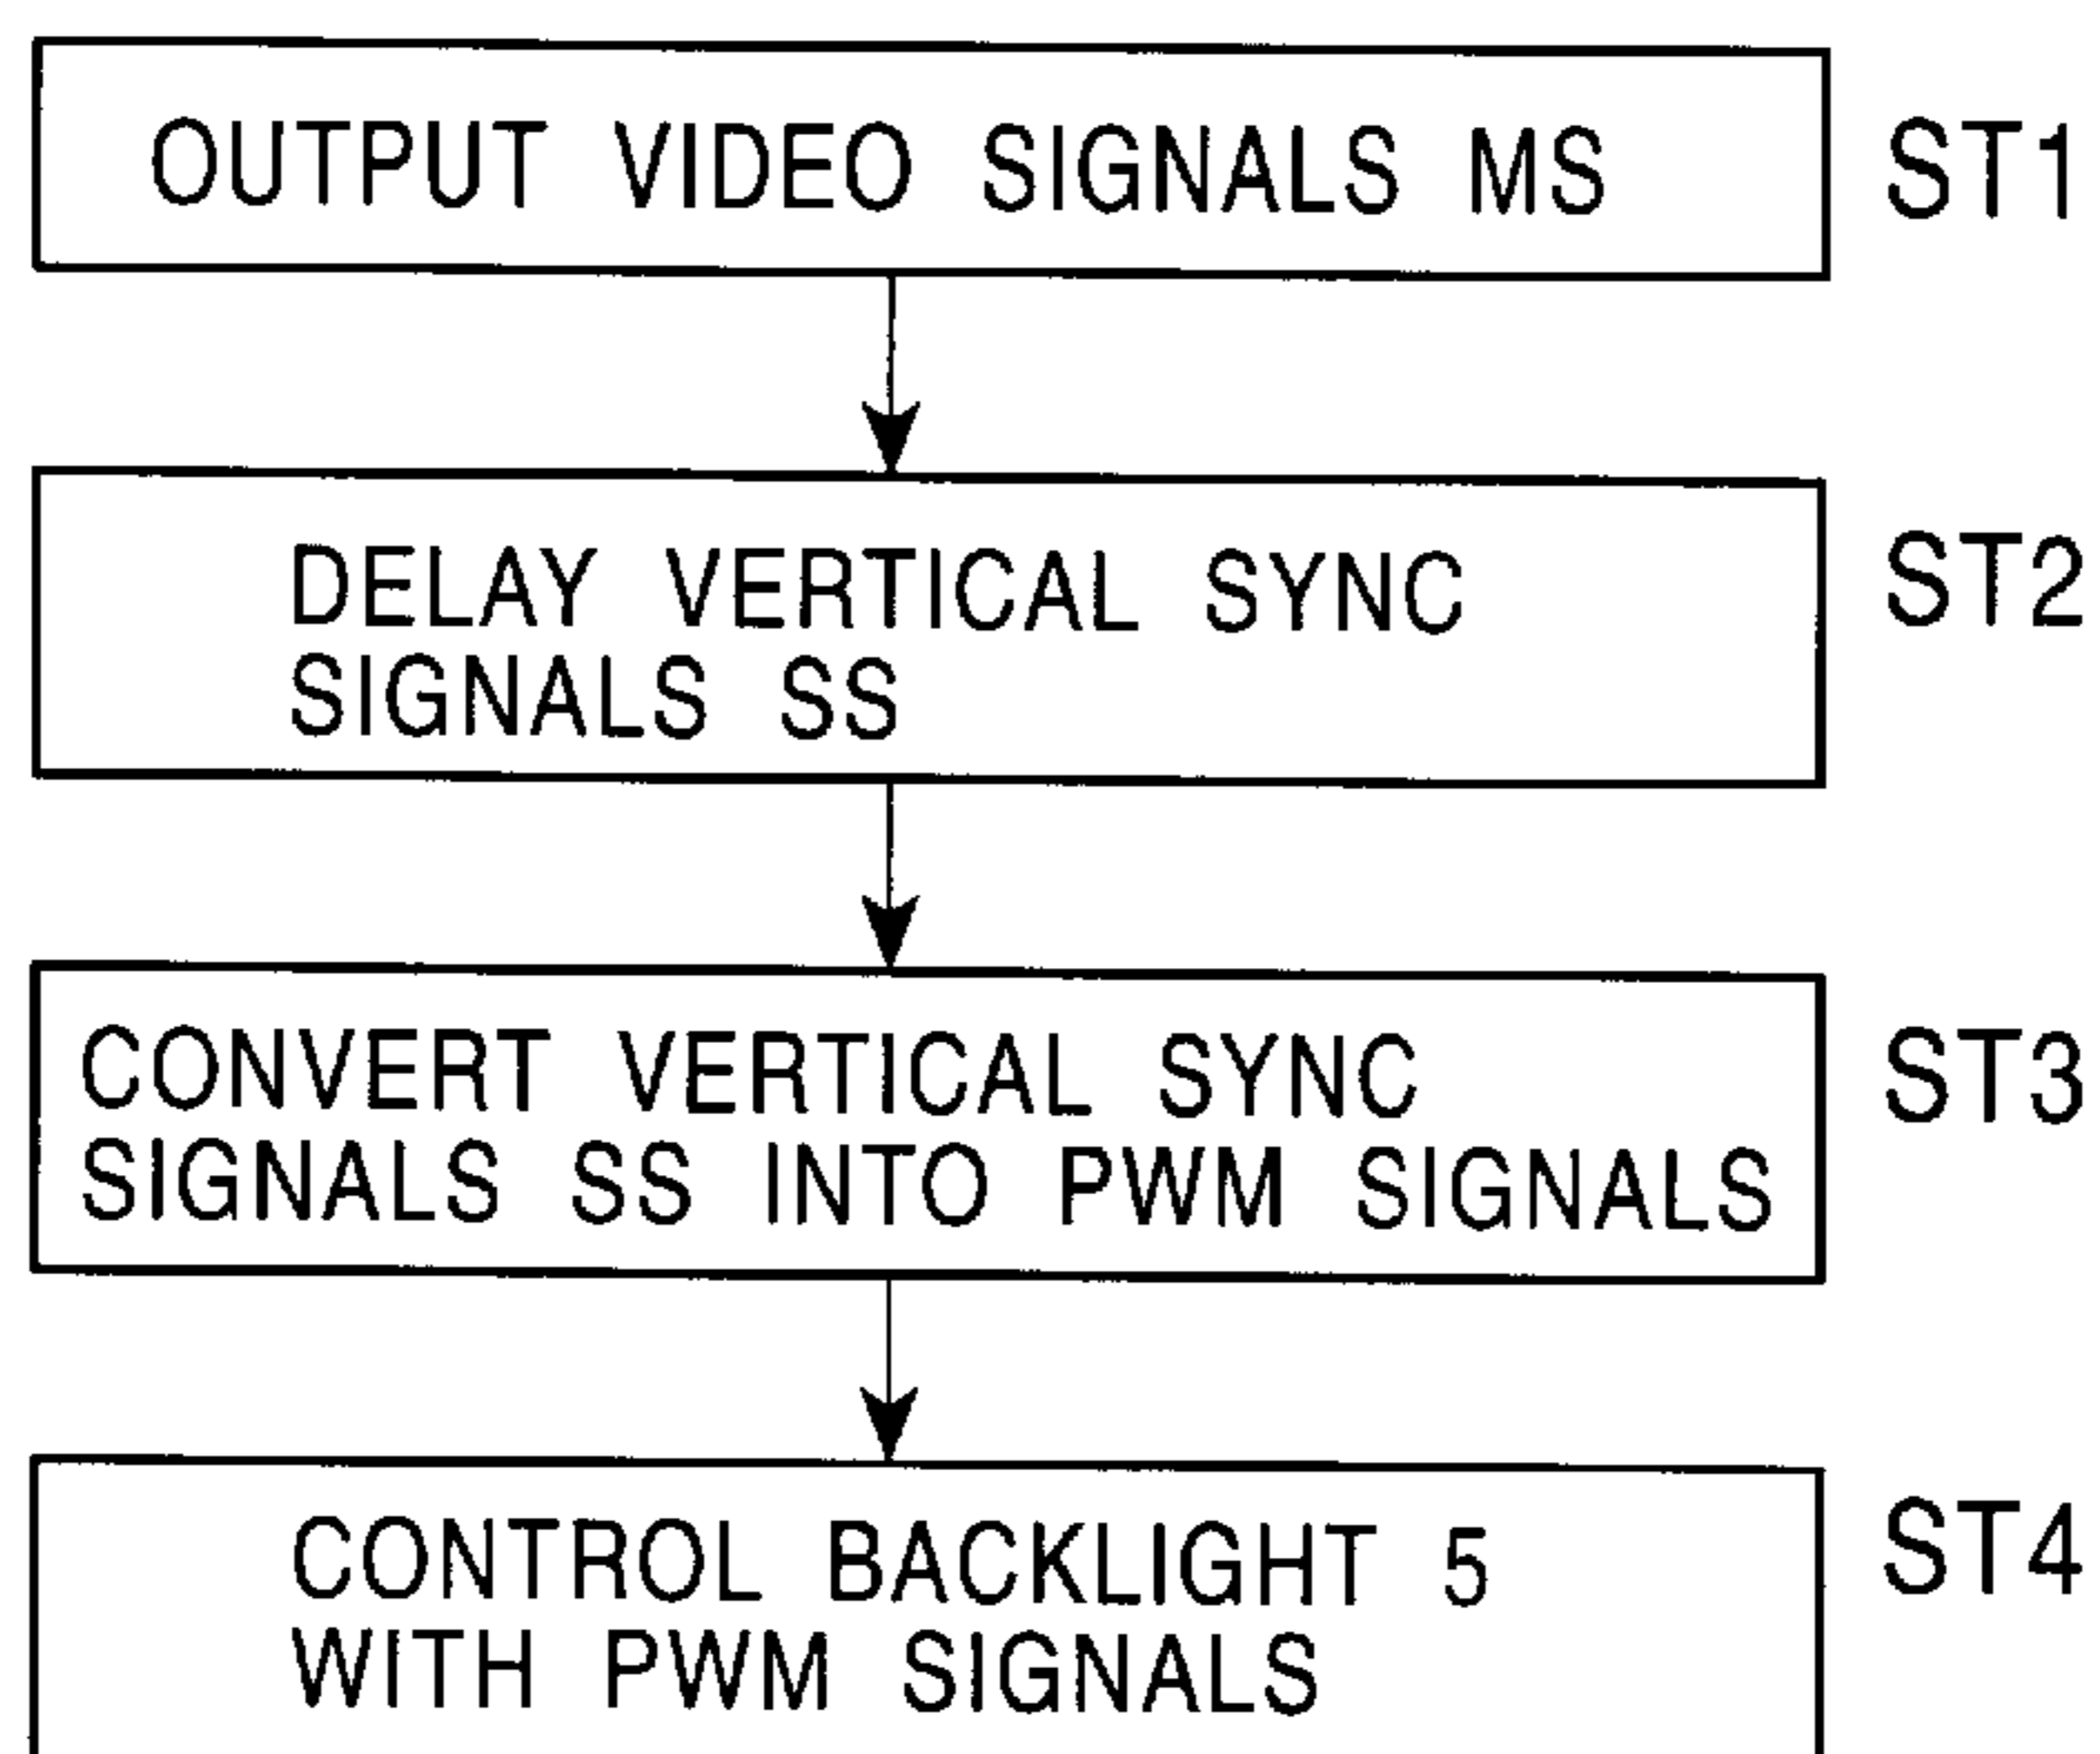 OUTPUT VIDEO SIGNALS MS
ST1
DELAY VERTICAL SYNC
SIGNALS SS
ST2
CONVERT VERTICAL SYNC
SIGNALS SS INTO PWM SIGNALS
ST3
CONTROL BACKLIGHT 5
WITH PWM SIGNALS
ST4